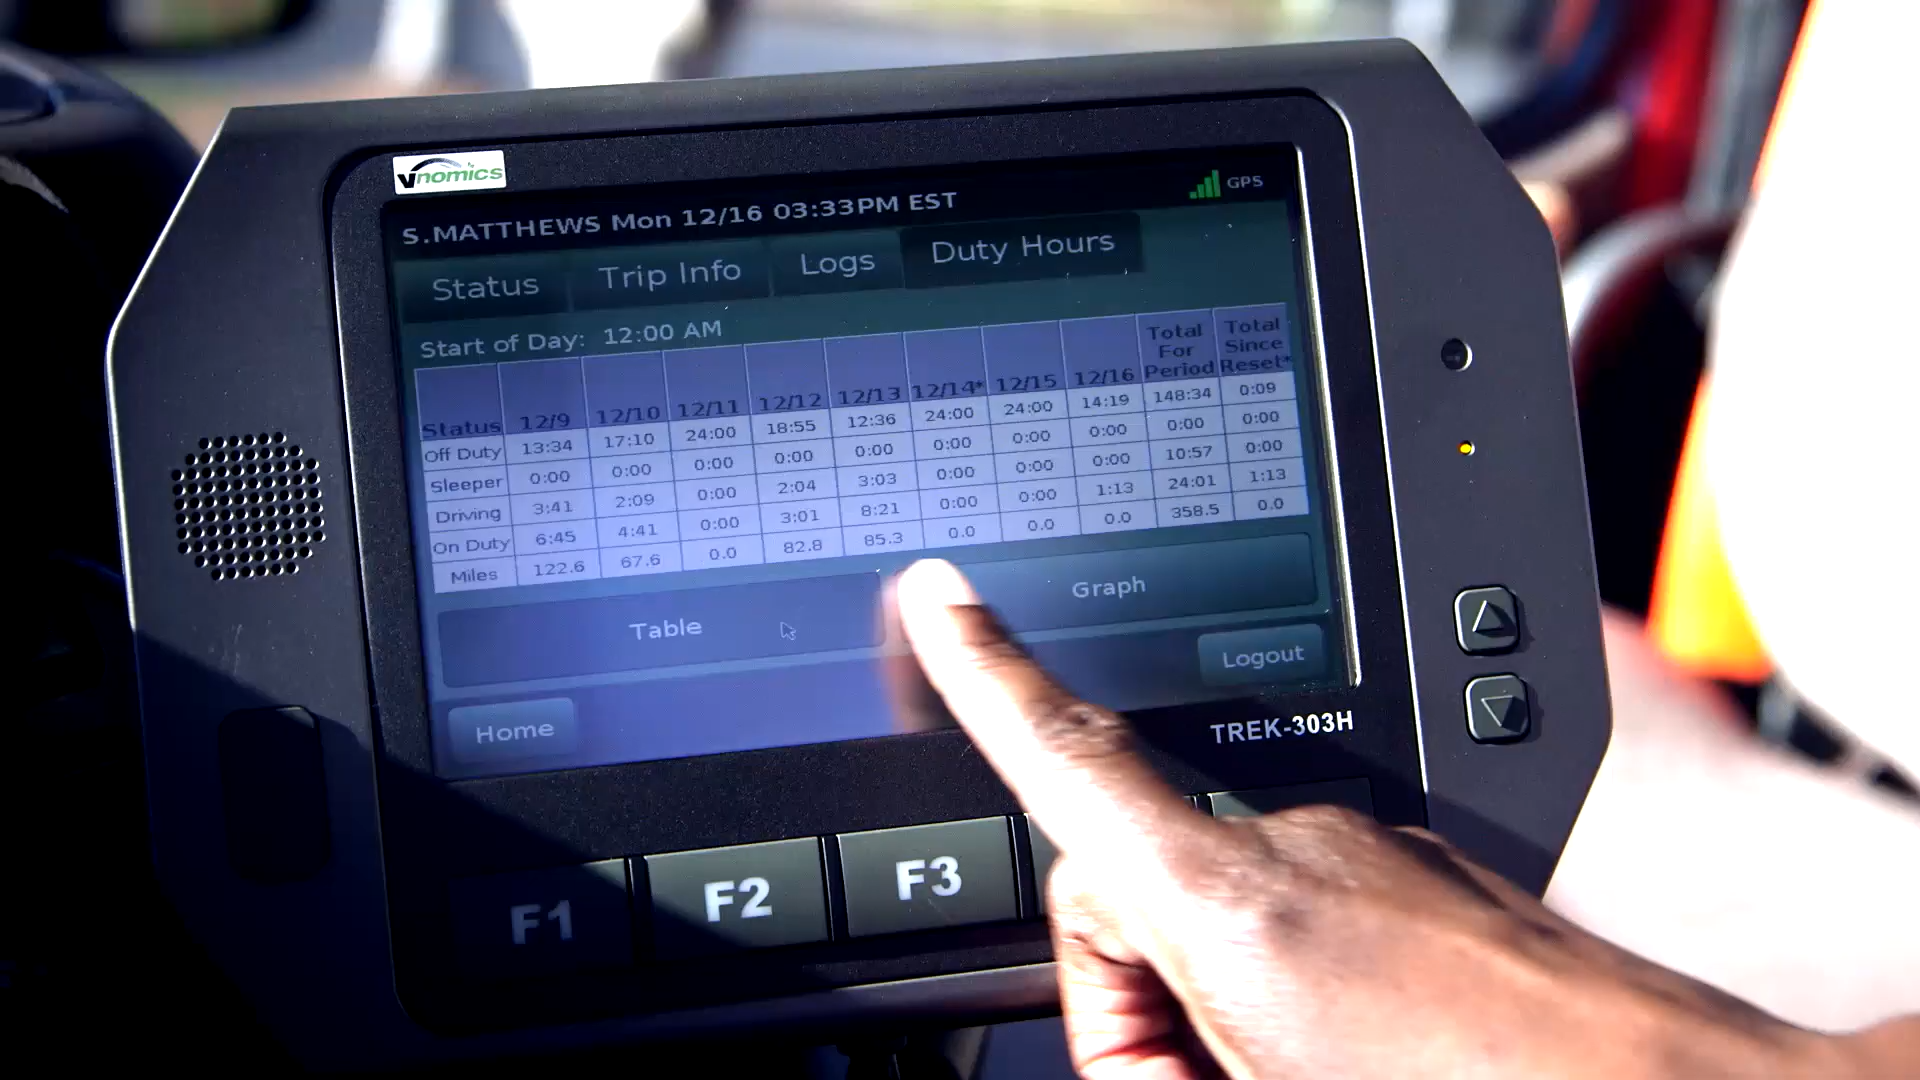 vnomics
S.MATTHEWS Mon 12/16 03:33PM EST
GPS
Status Trip Info Logs Duty Hours
Start of Day: 12:00 AM
Status 12/9 12/10 12/11 12/12 12/13 12/14* 12/15 12/16 Total For Period Total Since Reset*
Off Duty 13:34 17:10 24:00 18:55 12:36 24:00 24:00 14:19 148:34 0:09
Sleeper 0:00 0:00 0:00 0:00 0:00 0:00 0:00 0:00 0:00 0:00
Driving 3:41 2:09 0:00 2:04 3:03 0:00 0:00 0:00 10:57 0:00
On Duty 6:45 4:41 0:00 3:01 8:21 0:00 0:00 1:13 24:01 1:13
Miles 122.6 67.6 0.0 82.8 85.3 0.0 0.0 0.0 358.5 0.0
Table Graph
Home Logout
TREK-303H
F1 F2 F3